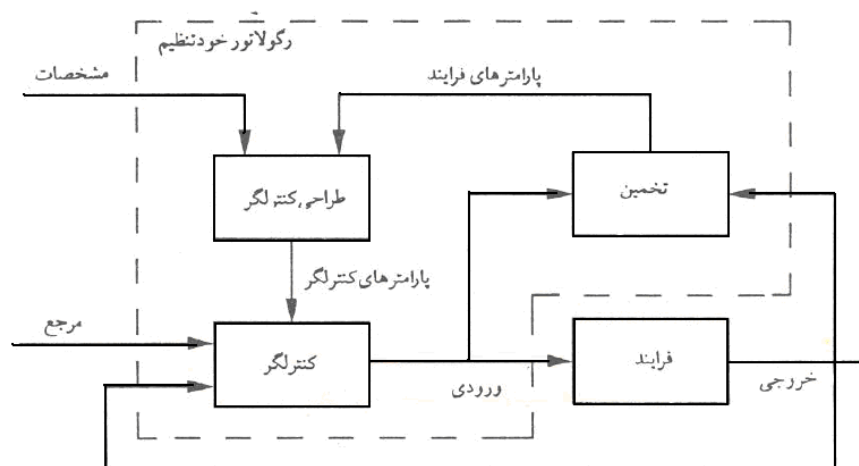 رگولاتور خودتنظیم
مشخصات
پارامترهای فرایند
طراحی کنترلگر
تخمین
پارامترهای کنترلگر
مرجع
کنترلگر
فرایند
ورودی
خروجی